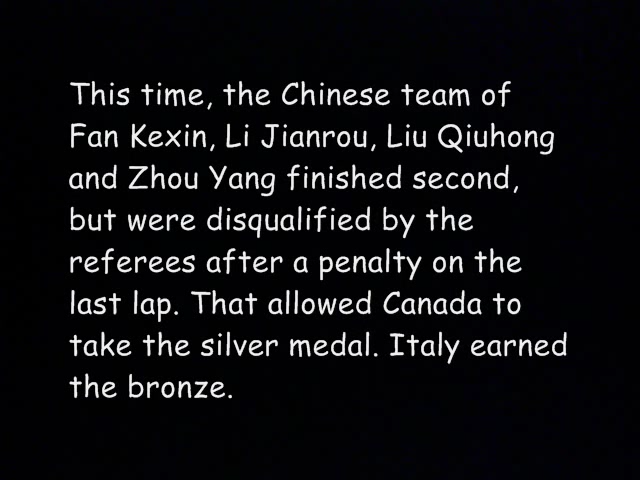 This time, the Chinese team of
Fan Kexin, Li Jianrou, Liu Qiuhong
and Zhou Yang finished second,
but were disqualified by the
referees after a penalty on the
last lap. That allowed Canada to
take the silver medal. Italy earned
the bronze.